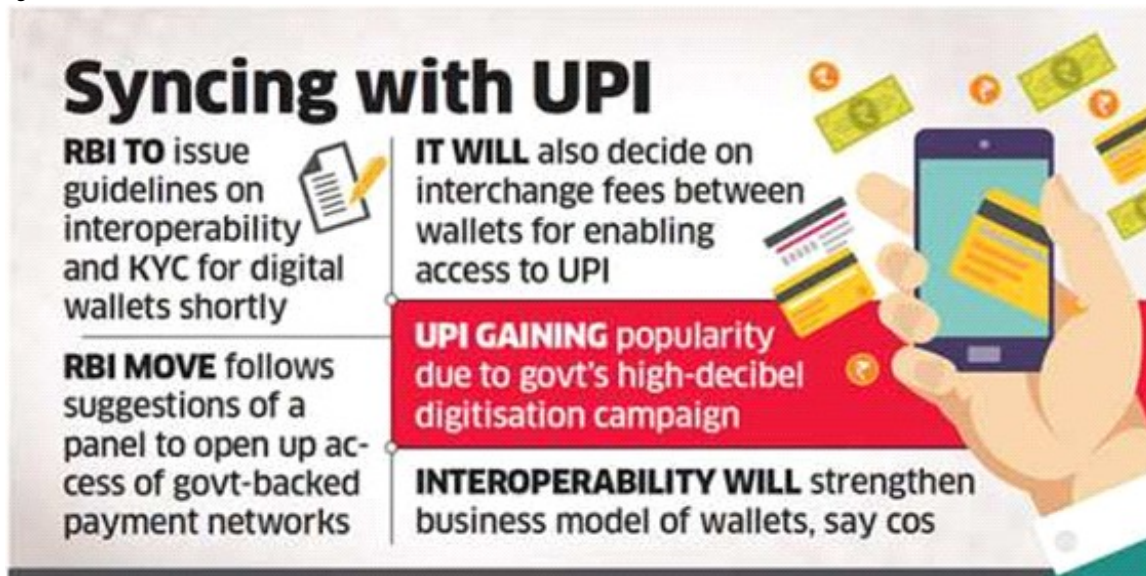 Syncing with UPI
RBI TO issue
guidelines on
interoperability
and KYC for digital
wallets shortly
RBI MOVE follows
suggestions of a
panel to open up ac-
cess of govt-backed
payment networks
IT WILL also decide on
interchange fees between
wallets for enabling
access to UPI
UPI GAINING popularity
due to govt's high-decibel
digitisation campaign
INTEROPERABILITY WILL strengthen
business model of wallets, say cos